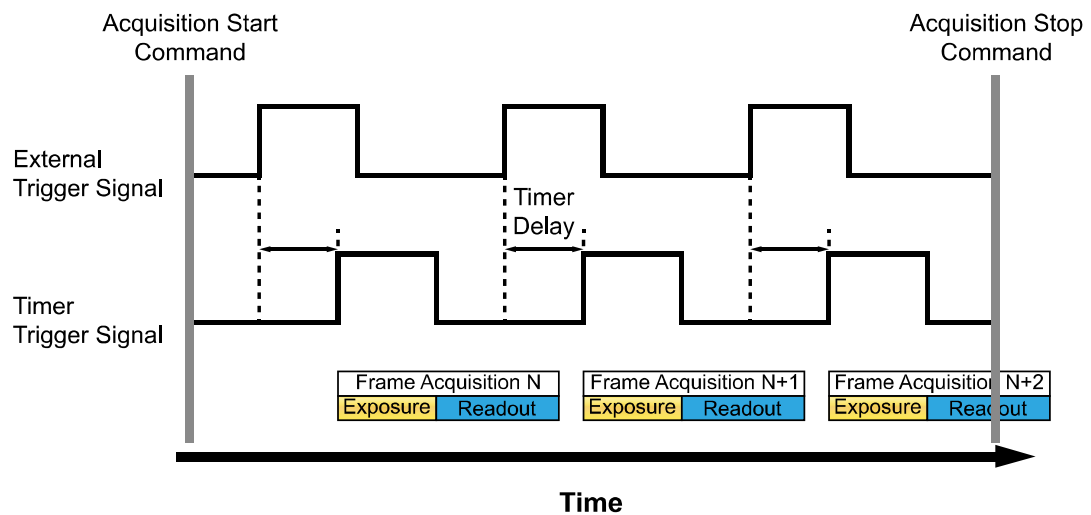 Acquisition Start
Command
Acquisition Stop
Command
External
Trigger Signal
Timer
Delay
Timer
Trigger Signal
Frame Acquisition N
Frame Acquisition N+1
Frame Acquisition N+2
Exposure
Readout
Exposure
Readout
Exposure
Readout
Time